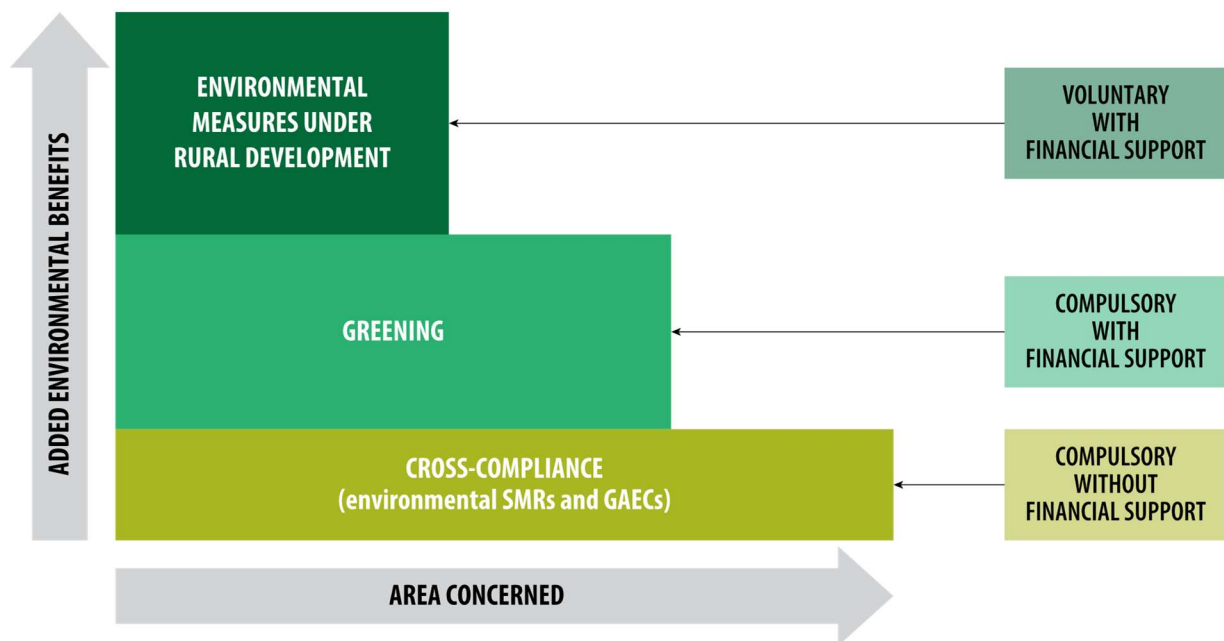 ADDED ENVIRONMENTAL BENEFITS
ENVIRONMENTAL
MEASURES UNDER
RURAL DEVELOPMENT
VOLUNTARY
WITH
FINANCIAL SUPPORT
GREENING
COMPULSORY
WITH
FINANCIAL SUPPORT
CROSS-COMPLIANCE
(environmental SMRs and GAECs)
COMPULSORY
WITHOUT
FINANCIAL SUPPORT
AREA CONCERNED